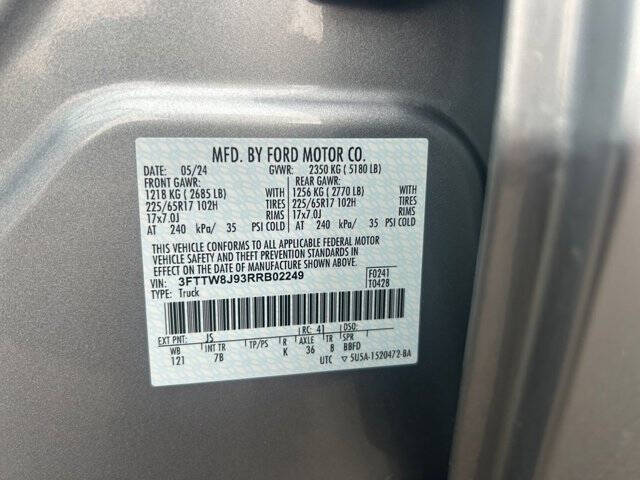 MFD. BY FORD MOTOR CO.
DATE: 05/24 GVWR: 2350 KG ( 5180 LB)
FRONT GAWR: REAR GAWR:
1218 KG ( 2685 LB) WITH 1256 KG ( 2770 LB) WITH
225/65R17 102H TIRES 225/65R17 102H TIRES
17x7.0J RIMS 17x7.0J RIMS
AT 240 kPa/ 35 PSI COLD AT 240 kPa/ 35 PSI COLD
THIS VEHICLE CONFORMS TO ALL APPLICABLE FEDERAL MOTOR
VEHICLE SAFETY AND THEFT PREVENTION STANDARDS IN
EFFECT ON THE DATE OF MANUFACTURE SHOWN ABOVE.
VIN: 3FTTW8J93RRB02249 F0241
TYPE: Truck T0428
EXT PNT: JS RC: 41 DSO:
WB INT TR TP/PS R AXLE TR SPR
121 7B K 36 8 BBFD
UTC ▽ 5U5A-1520472-BA